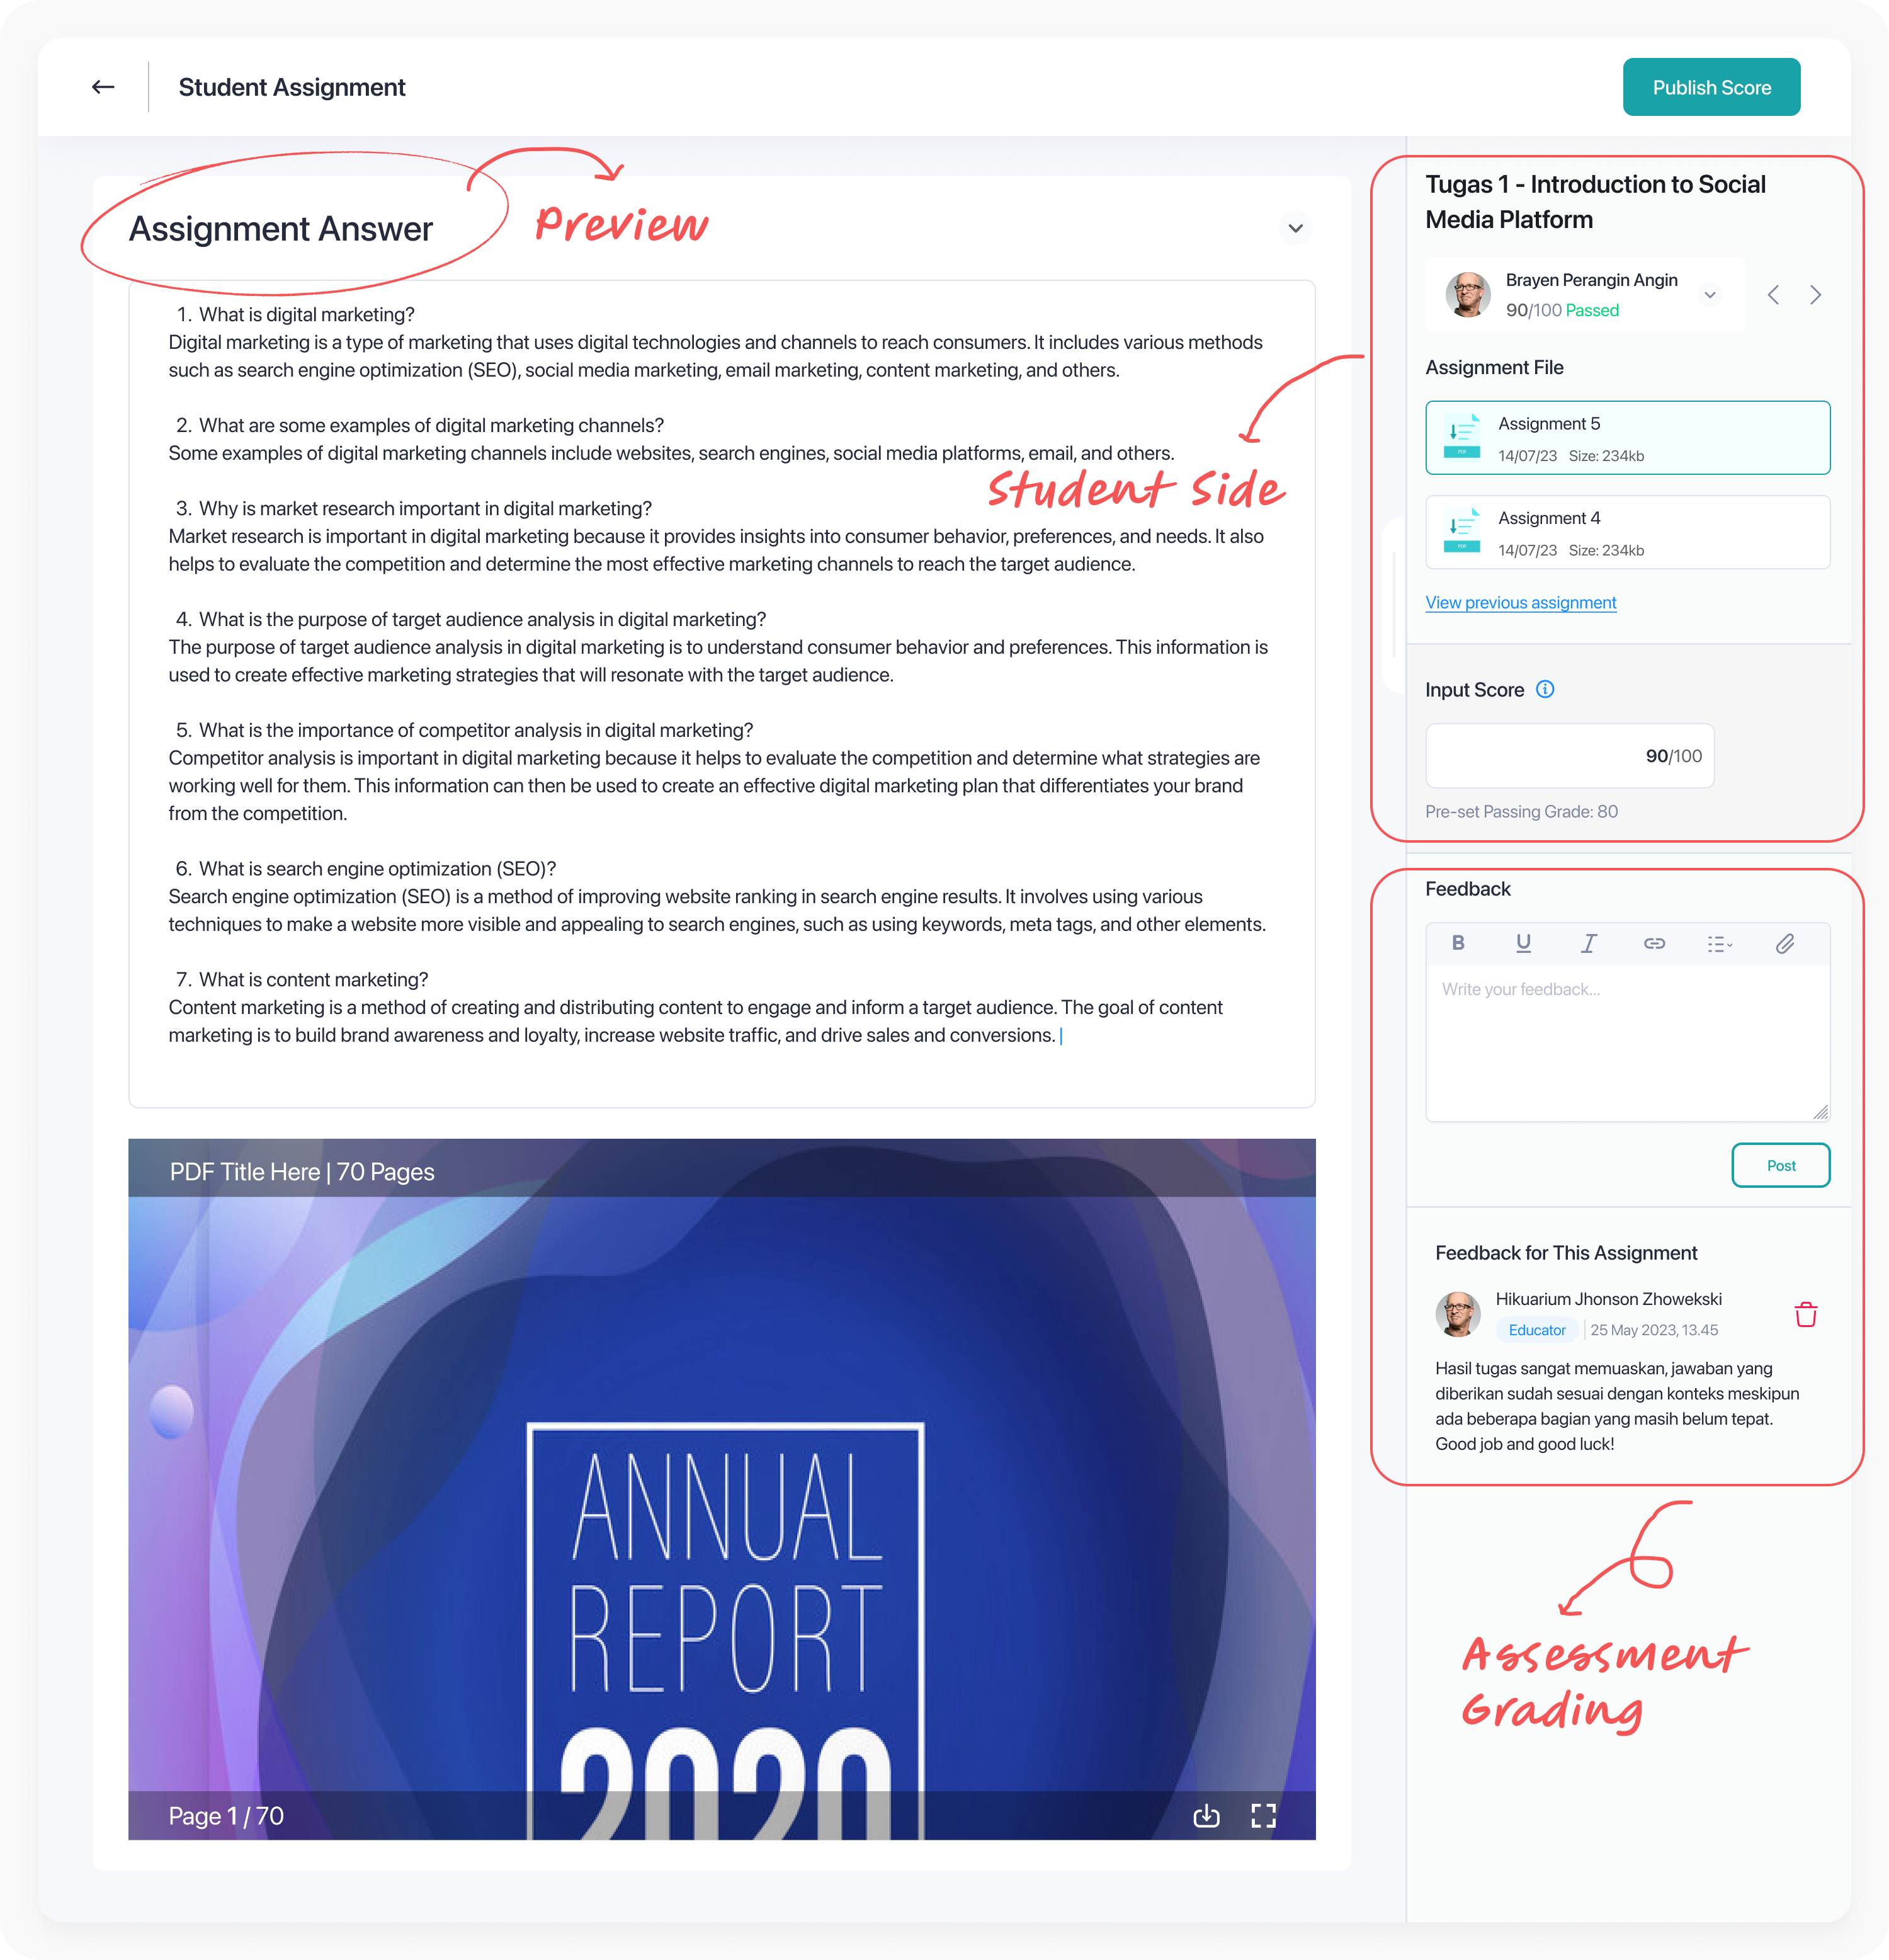 Student Assignment
Publish Score
Assignment Answer
Preview
1. What is digital marketing?
Digital marketing is a type of marketing that uses digital technologies and channels to reach consumers. It includes various methods
such as search engine optimization (SEO), social media marketing, email marketing, content marketing, and others.
2. What are some examples of digital marketing channels?
Some examples of digital marketing channels include websites, search engines, social media platforms, email, and others.
Student Side
3. Why is market research important in digital marketing?
Market research is important in digital marketing because it provides insights into consumer behavior, preferences, and needs. It also
helps to evaluate the competition and determine the most effective marketing channels to reach the target audience.
4. What is the purpose of target audience analysis in digital marketing?
The purpose of target audience analysis in digital marketing is to understand consumer behavior and preferences. This information is
used to create effective marketing strategies that will resonate with the target audience.
5. What is the importance of competitor analysis in digital marketing?
Competitor analysis is important in digital marketing because it helps to evaluate the competition and determine what strategies are
working well for them. This information can then be used to create an effective digital marketing plan that differentiates your brand
from the competition.
6. What is search engine optimization (SEO)?
Search engine optimization (SEO) is a method of improving website ranking in search engine results. It involves using various
techniques to make a website more visible and appealing to search engines, such as using keywords, meta tags, and other elements.
7. What is content marketing?
Content marketing is a method of creating and distributing content to engage and inform a target audience. The goal of content
marketing is to build brand awareness and loyalty, increase website traffic, and drive sales and conversions.
PDF Title Here | 70 Pages
ANNUAL
REPORT
2020
Page 1 / 70
Tugas 1 - Introduction to Social
Media Platform
Brayen Perangin Angin
90/100 Passed
Assignment File
Assignment 5
PDF
14/07/23 Size: 234kb
Assignment 4
PDF
14/07/23 Size: 234kb
View previous assignment
Input Score
90/100
Pre-set Passing Grade: 80
Feedback
B U I
Write your feedback...
Post
Feedback for This Assignment
Hikuarium Jhonson Zhowekski
Educator | 25 May 2023, 13.45
Hasil tugas sangat memuaskan, jawaban yang
diberikan sudah sesuai dengan konteks meskipun
ada beberapa bagian yang masih belum tepat.
Good job and good luck!
Assessment
Grading